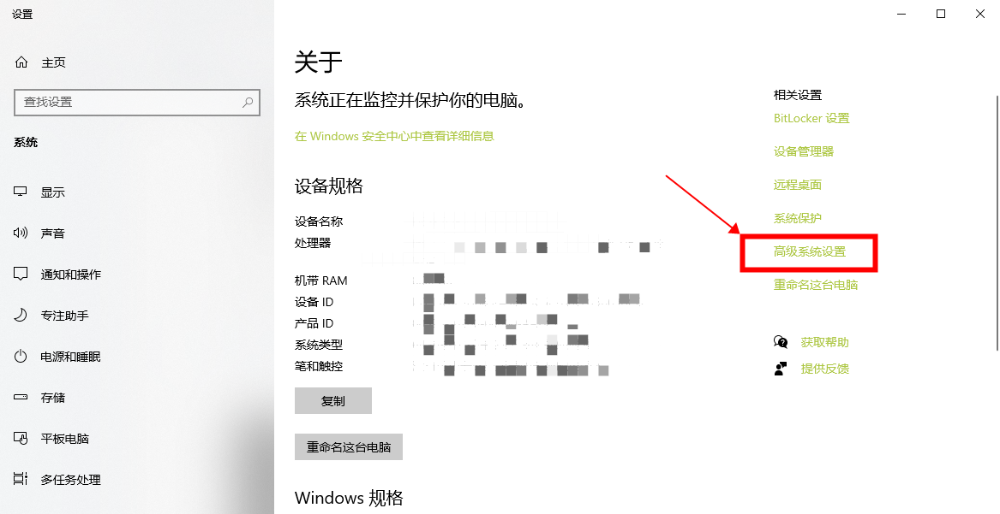 设置
主页
查找设置
系统
显示
声音
通知和操作
专注助手
电源和睡眠
存储
平板电脑
多任务处理
关于
系统正在监控并保护你的电脑。
在 Windows 安全中心中查看详细信息
设备规格
设备名称
处理器
机带 RAM
设备 ID
产品 ID
系统类型
笔和触控
复制
重命名这台电脑
Windows 规格
相关设置
BitLocker 设置
设备管理器
远程桌面
系统保护
高级系统设置
重命名这台电脑
获取帮助
提供反馈